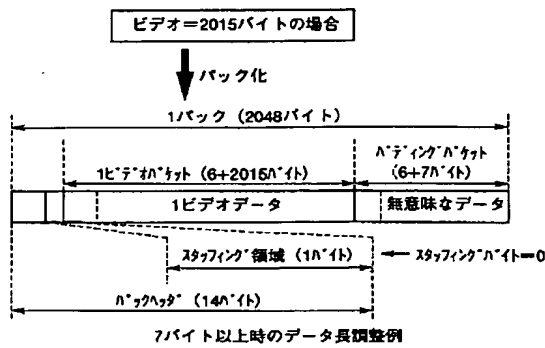 ビデオ=2015バイトの場合
パック化
1パック (2048バイト)
1ビデオパケット (6+2015バイト)
パディングパケット
(6+7バイト)
1ビデオデータ
無意味なデータ
スタッフィング領域 (1バイト)
スタッフィングバイト=0
パックヘッダ (14バイト)
7バイト以上時のデータ長調整例